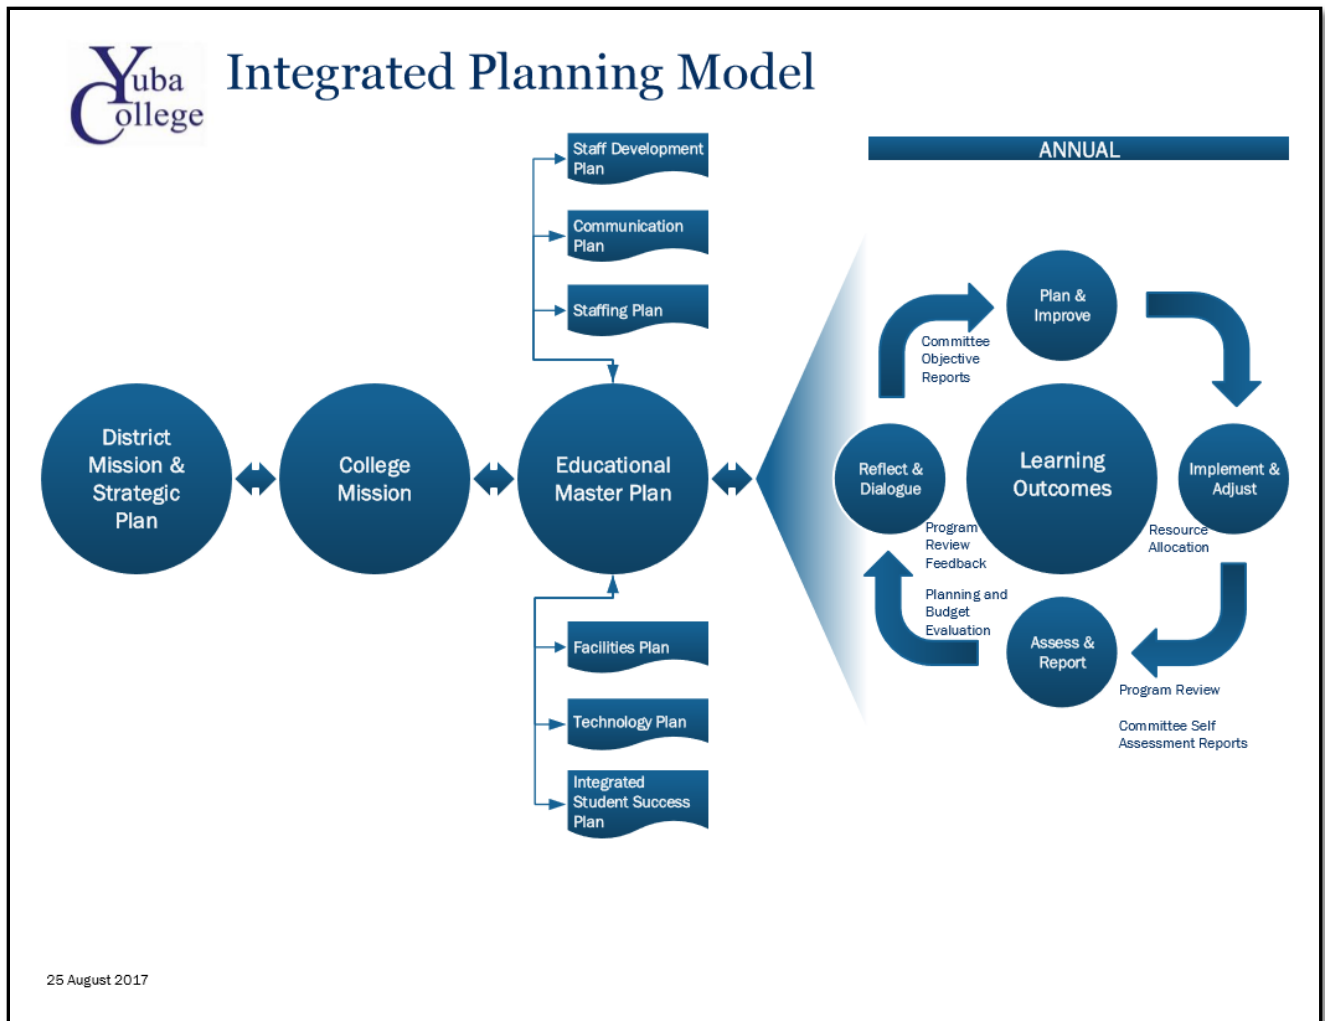 Yuba
College
Integrated Planning Model
ANNUAL
Staff Development
Plan
Communication
Plan
Staffing Plan
District
Mission &
Strategic
Plan
College
Mission
Educational
Master Plan
Facilities Plan
Technology Plan
Integrated
Student Success
Plan
Plan &
Improve
Committee
Objective
Reports
Reflect &
Dialogue
Learning
Outcomes
Implement &
Adjust
Program
Review
Feedback
Planning and
Budget
Evaluation
Resource
Allocation
Assess &
Report
Program Review
Committee Self
Assessment Reports
25 August 2017